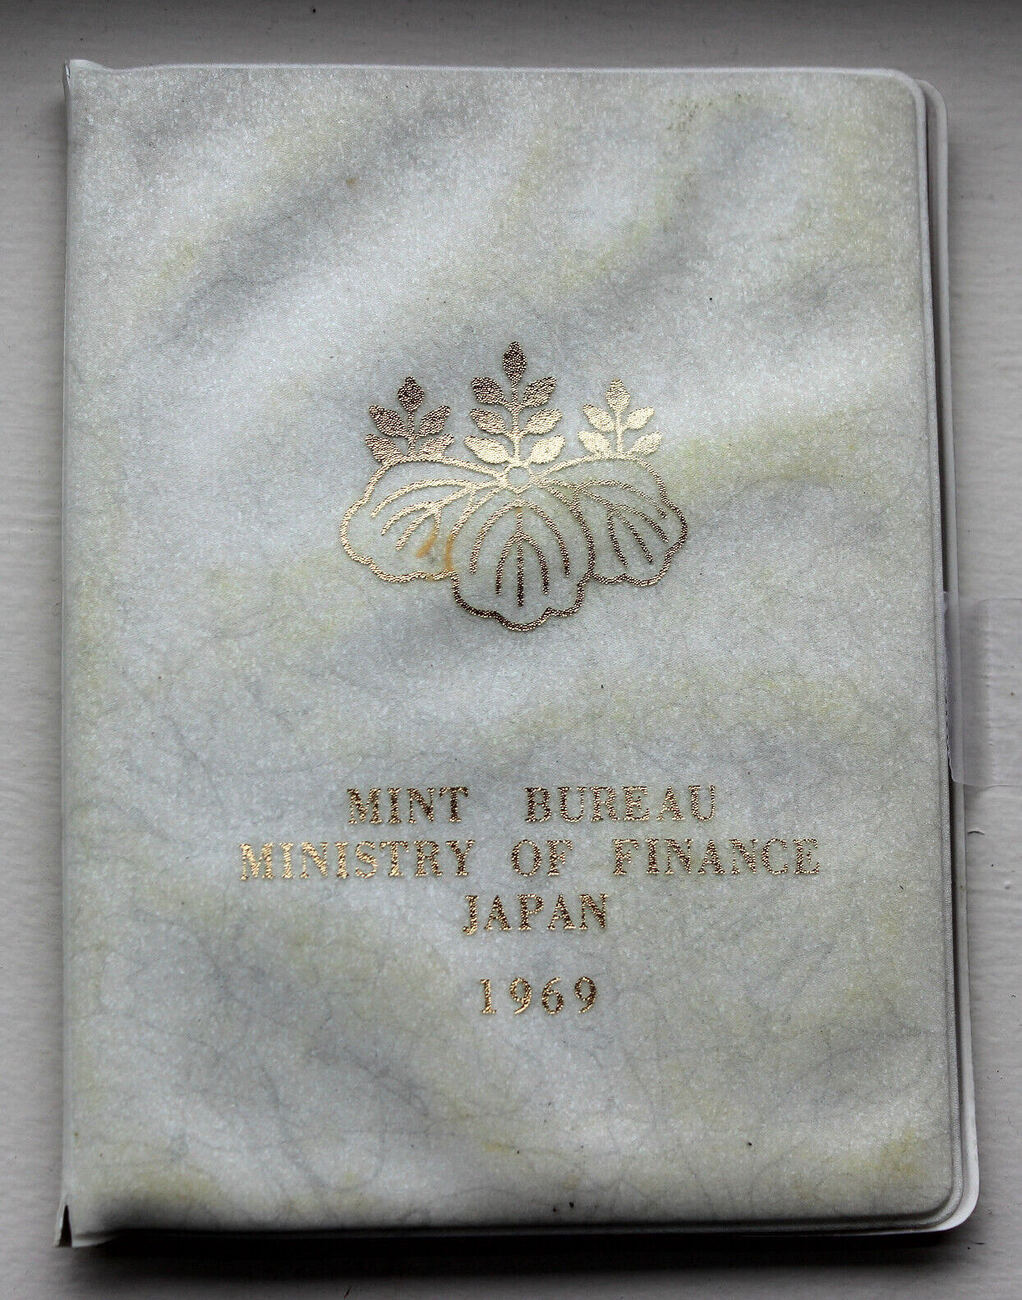 MINT BUREAU
MINISTRY OF FINANCE
JAPAN
1969